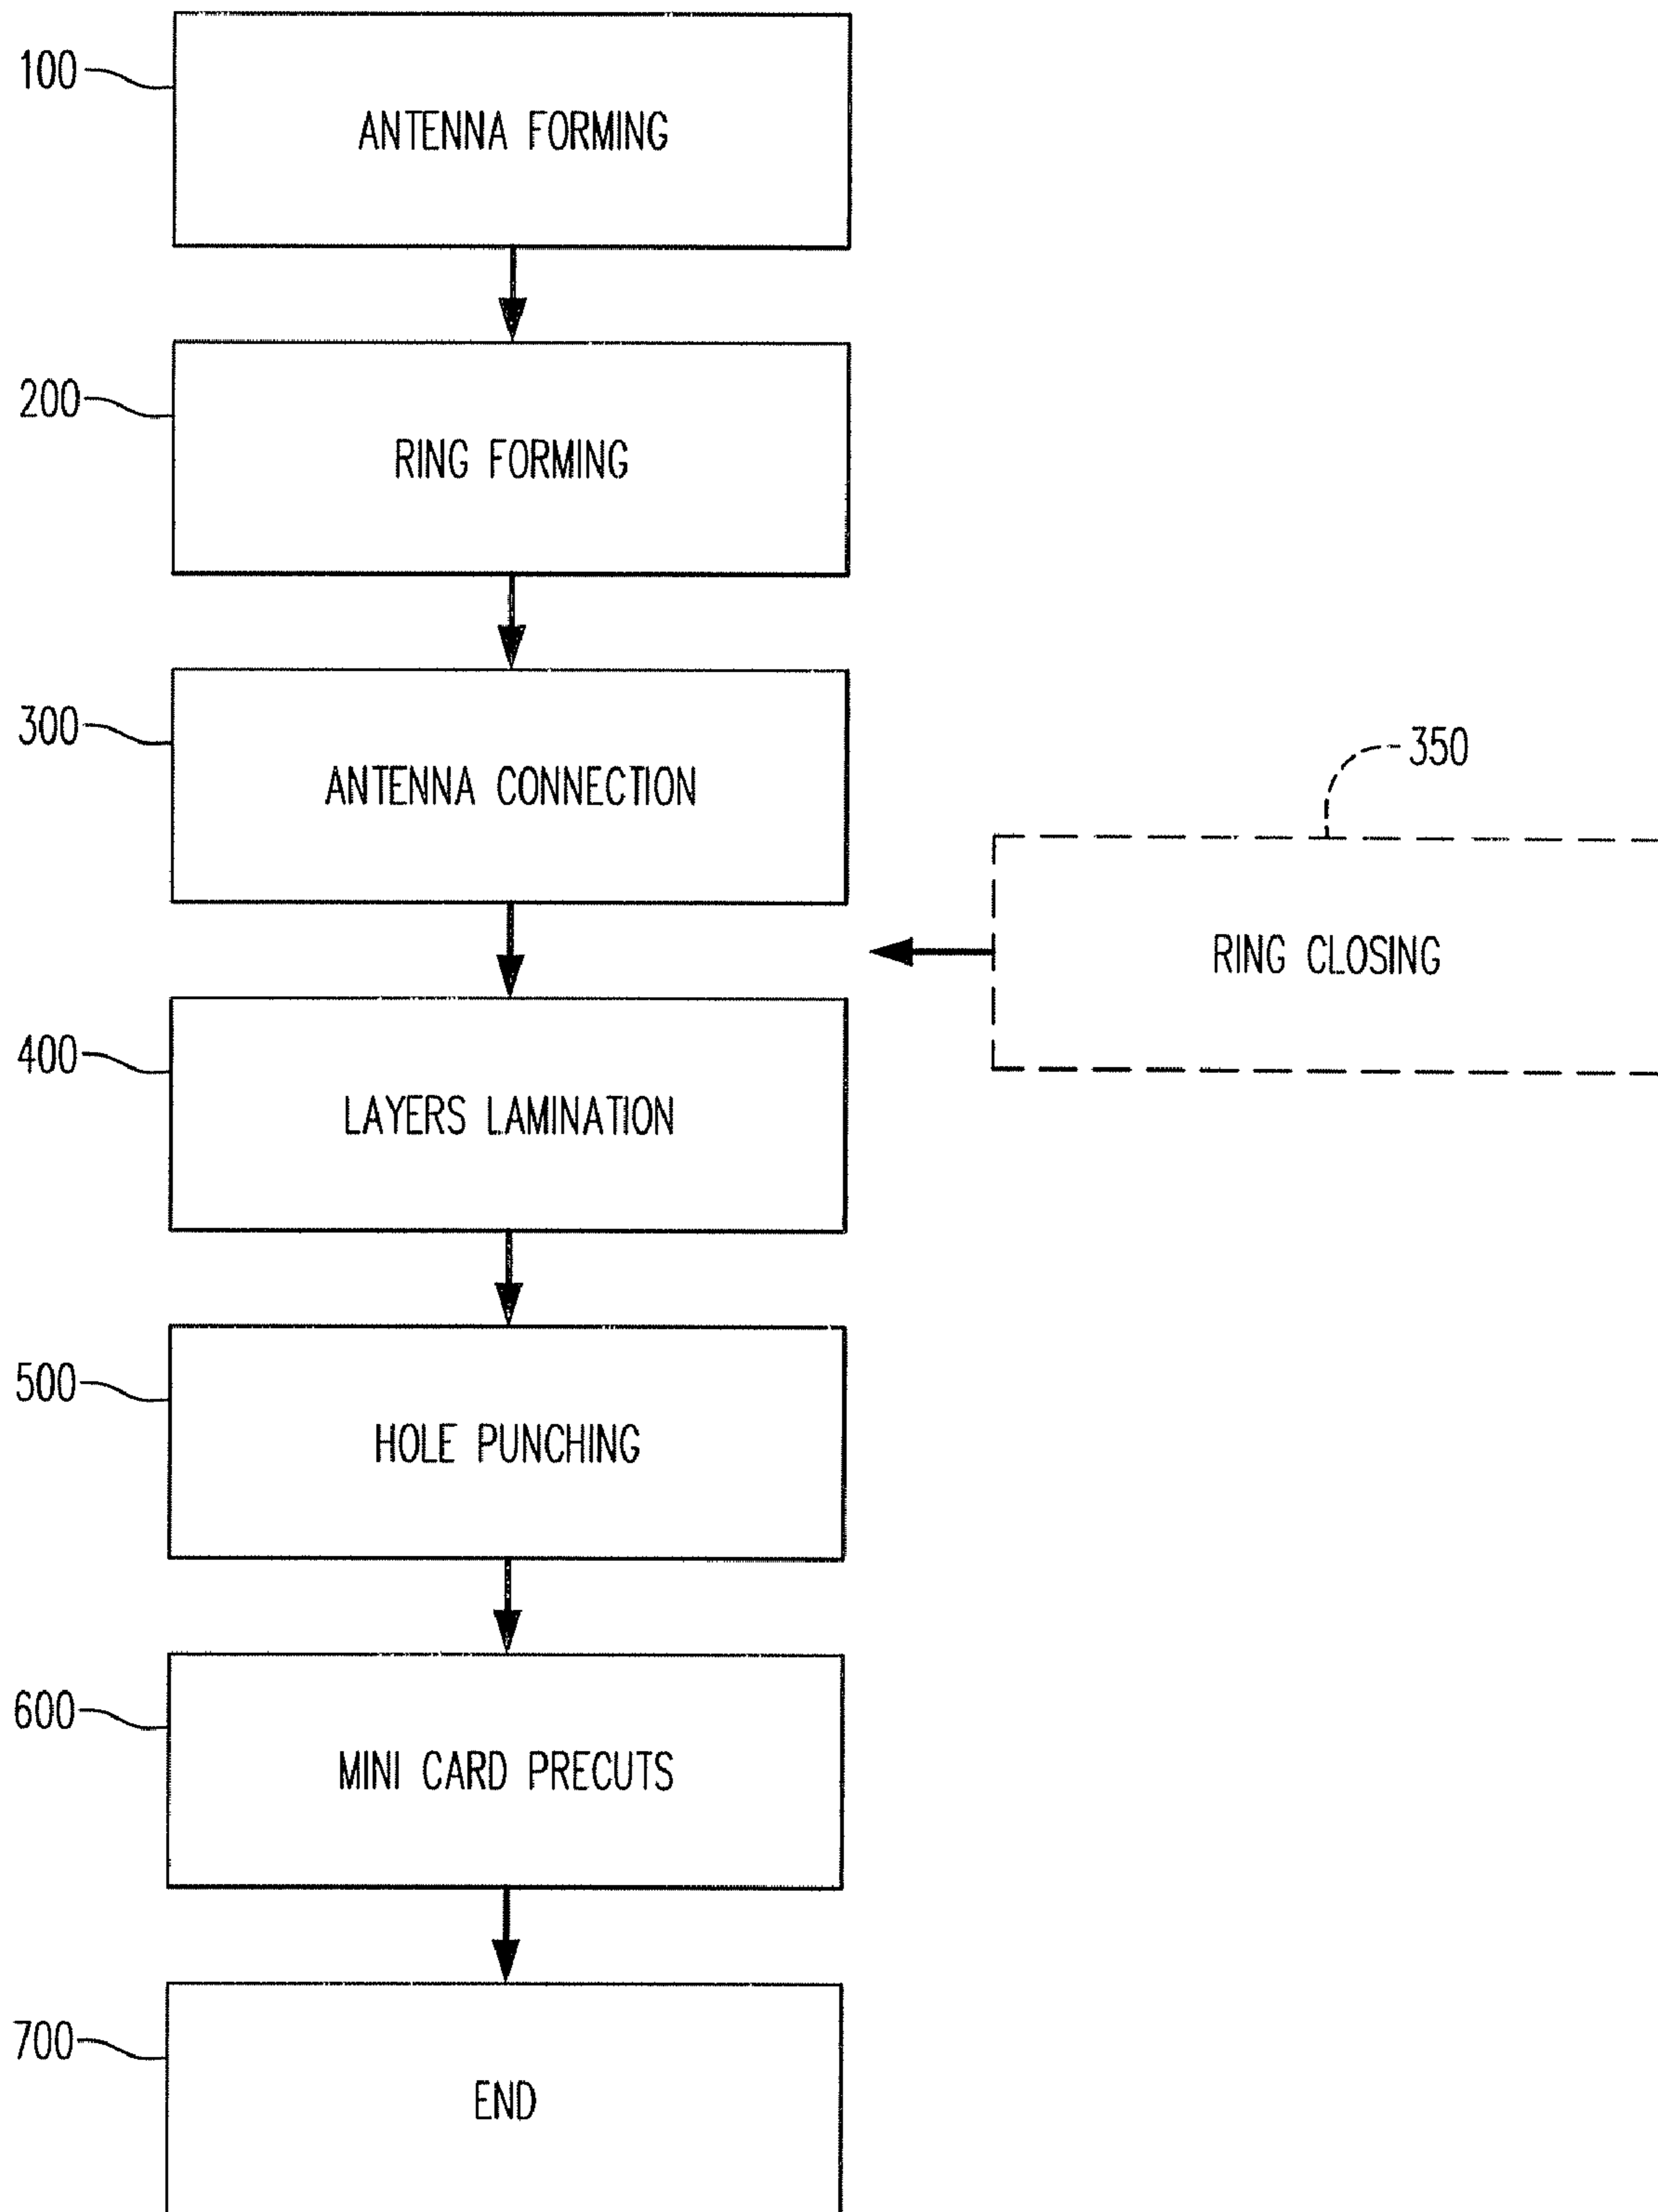 100
ANTENNA FORMING
200
RING FORMING
300
ANTENNA CONNECTION
350
RING CLOSING
400
LAYERS LAMINATION
500
HOLE PUNCHING
600
MINI CARD PRECUTS
700
END